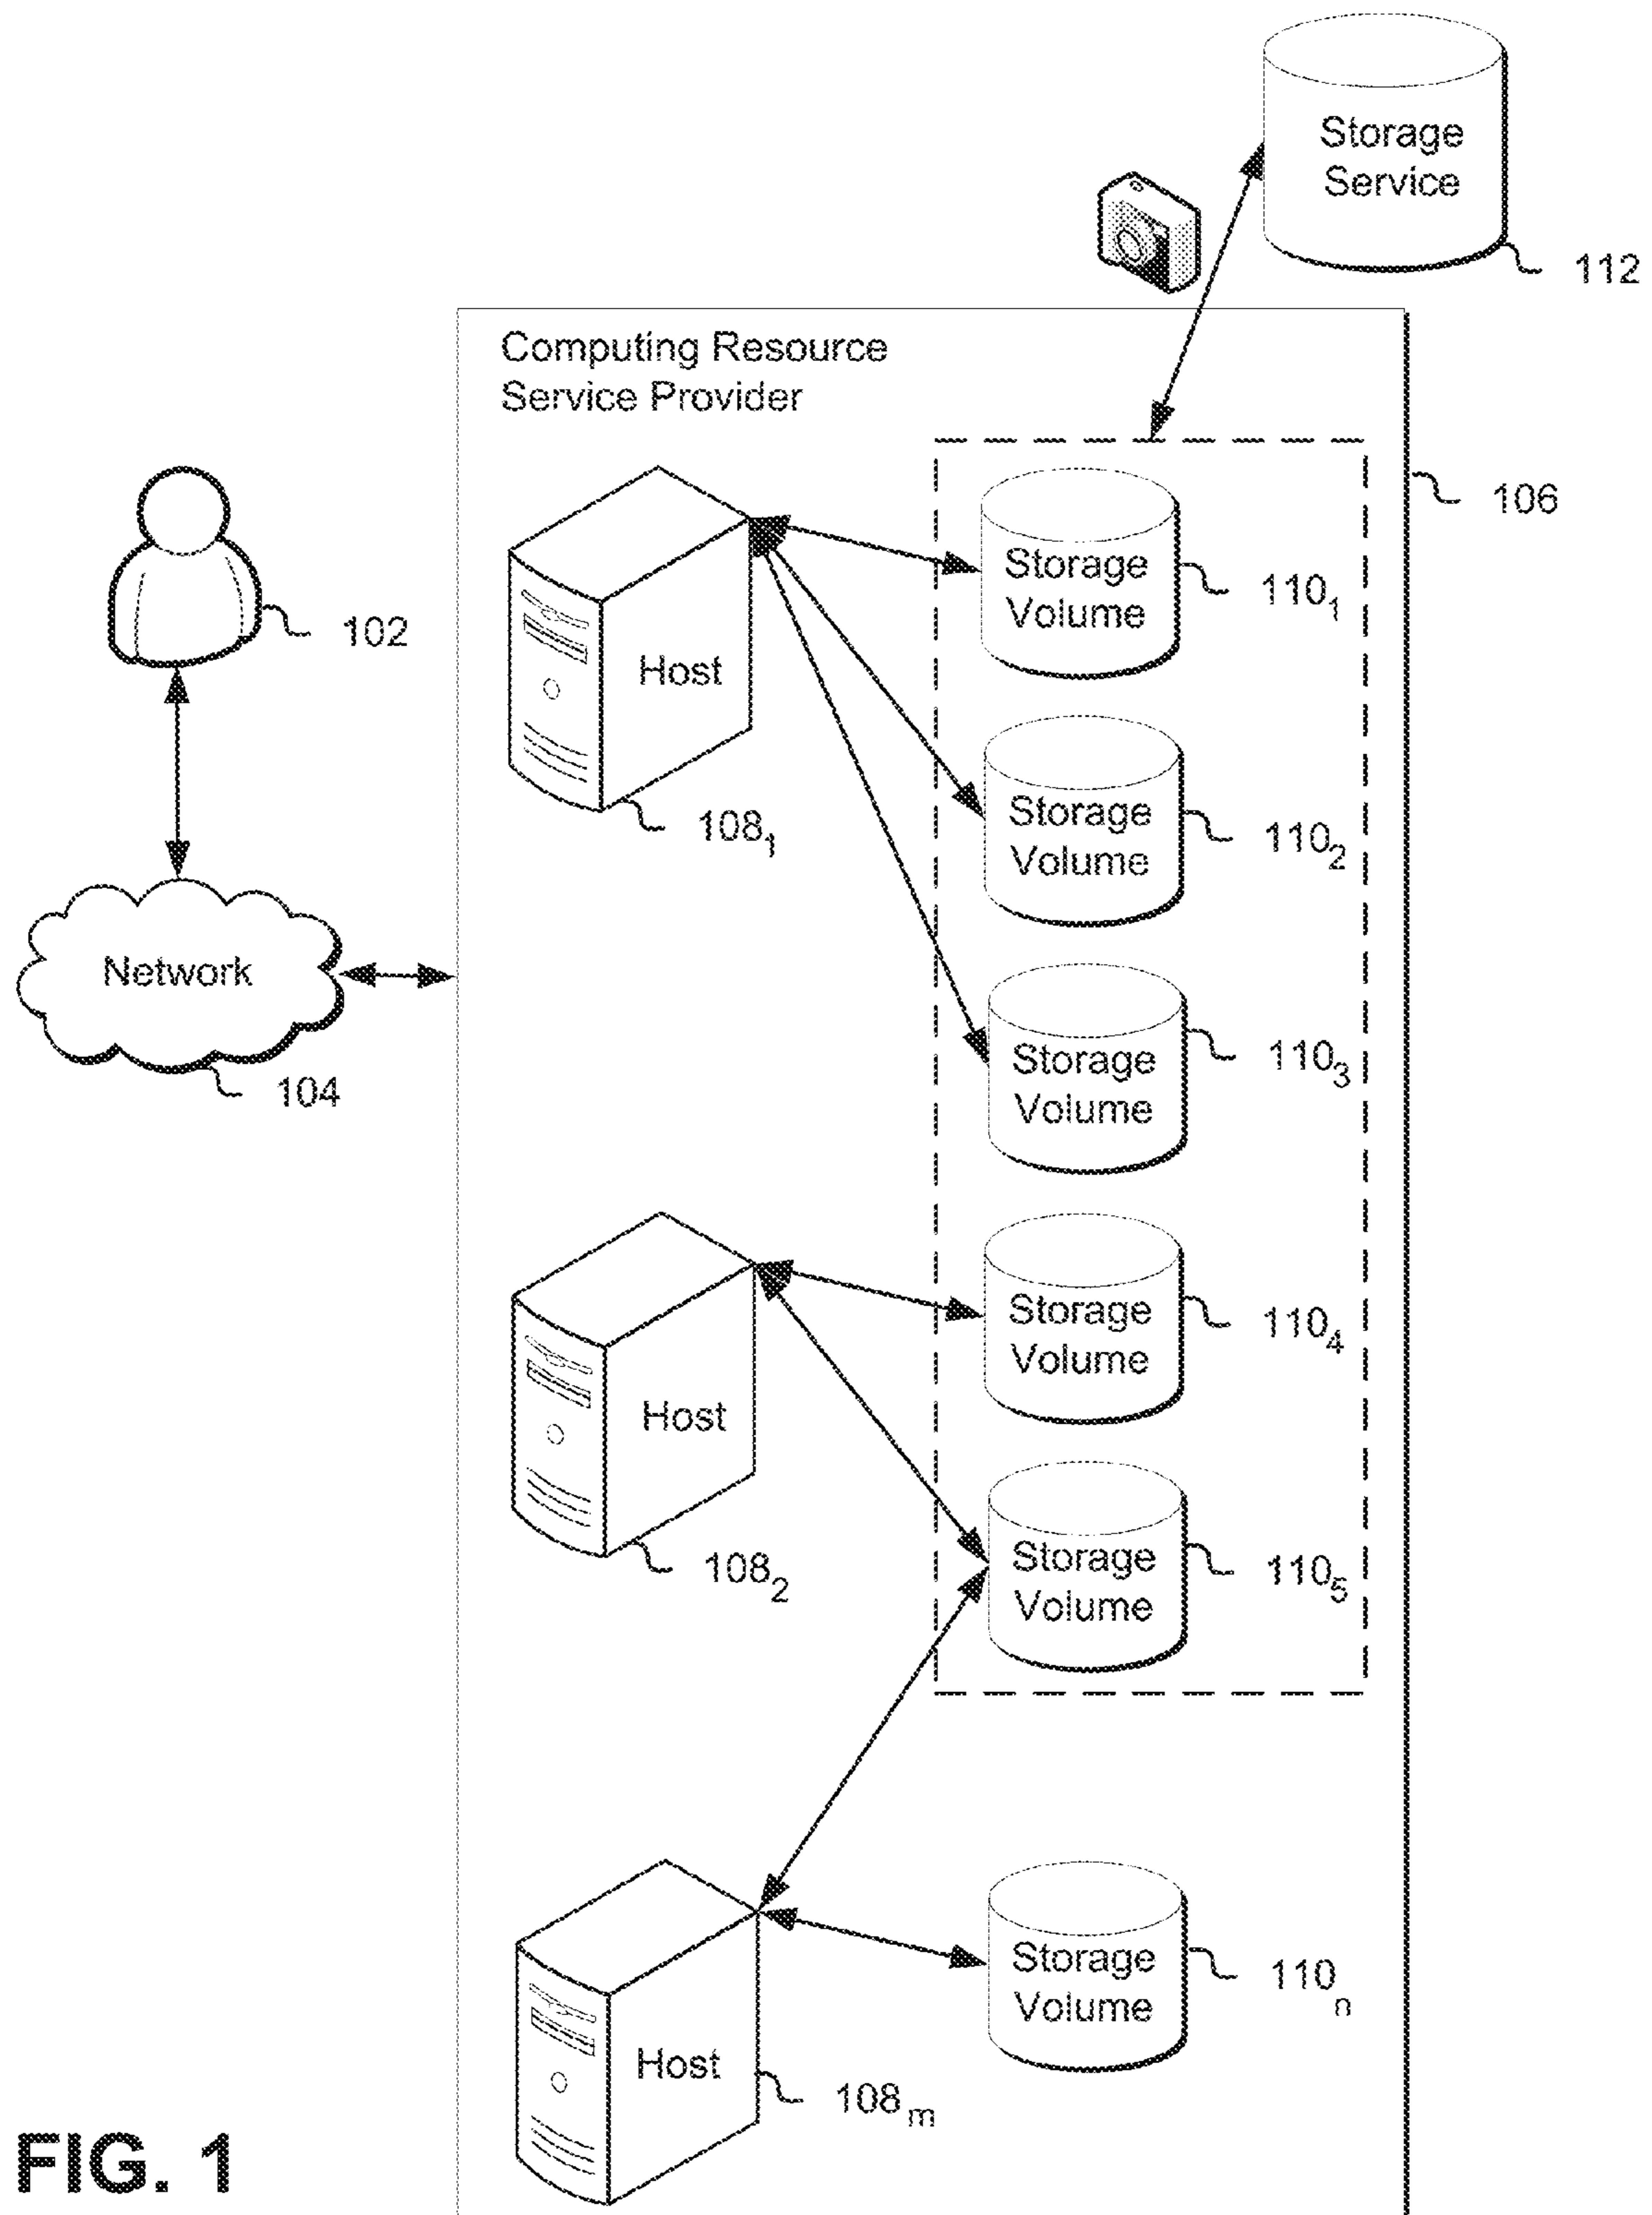 Storage
Service
112
Computing Resource
Service Provider
106
Storage
Volume
110₁
102
Host
108₁
Storage
Volume
110₂
Network
104
Storage
Volume
110₃
Storage
Volume
110₄
Host
108₂
Storage
Volume
110₅
Storage
Volume
110ₙ
Host
108ₘ
FIG. 1